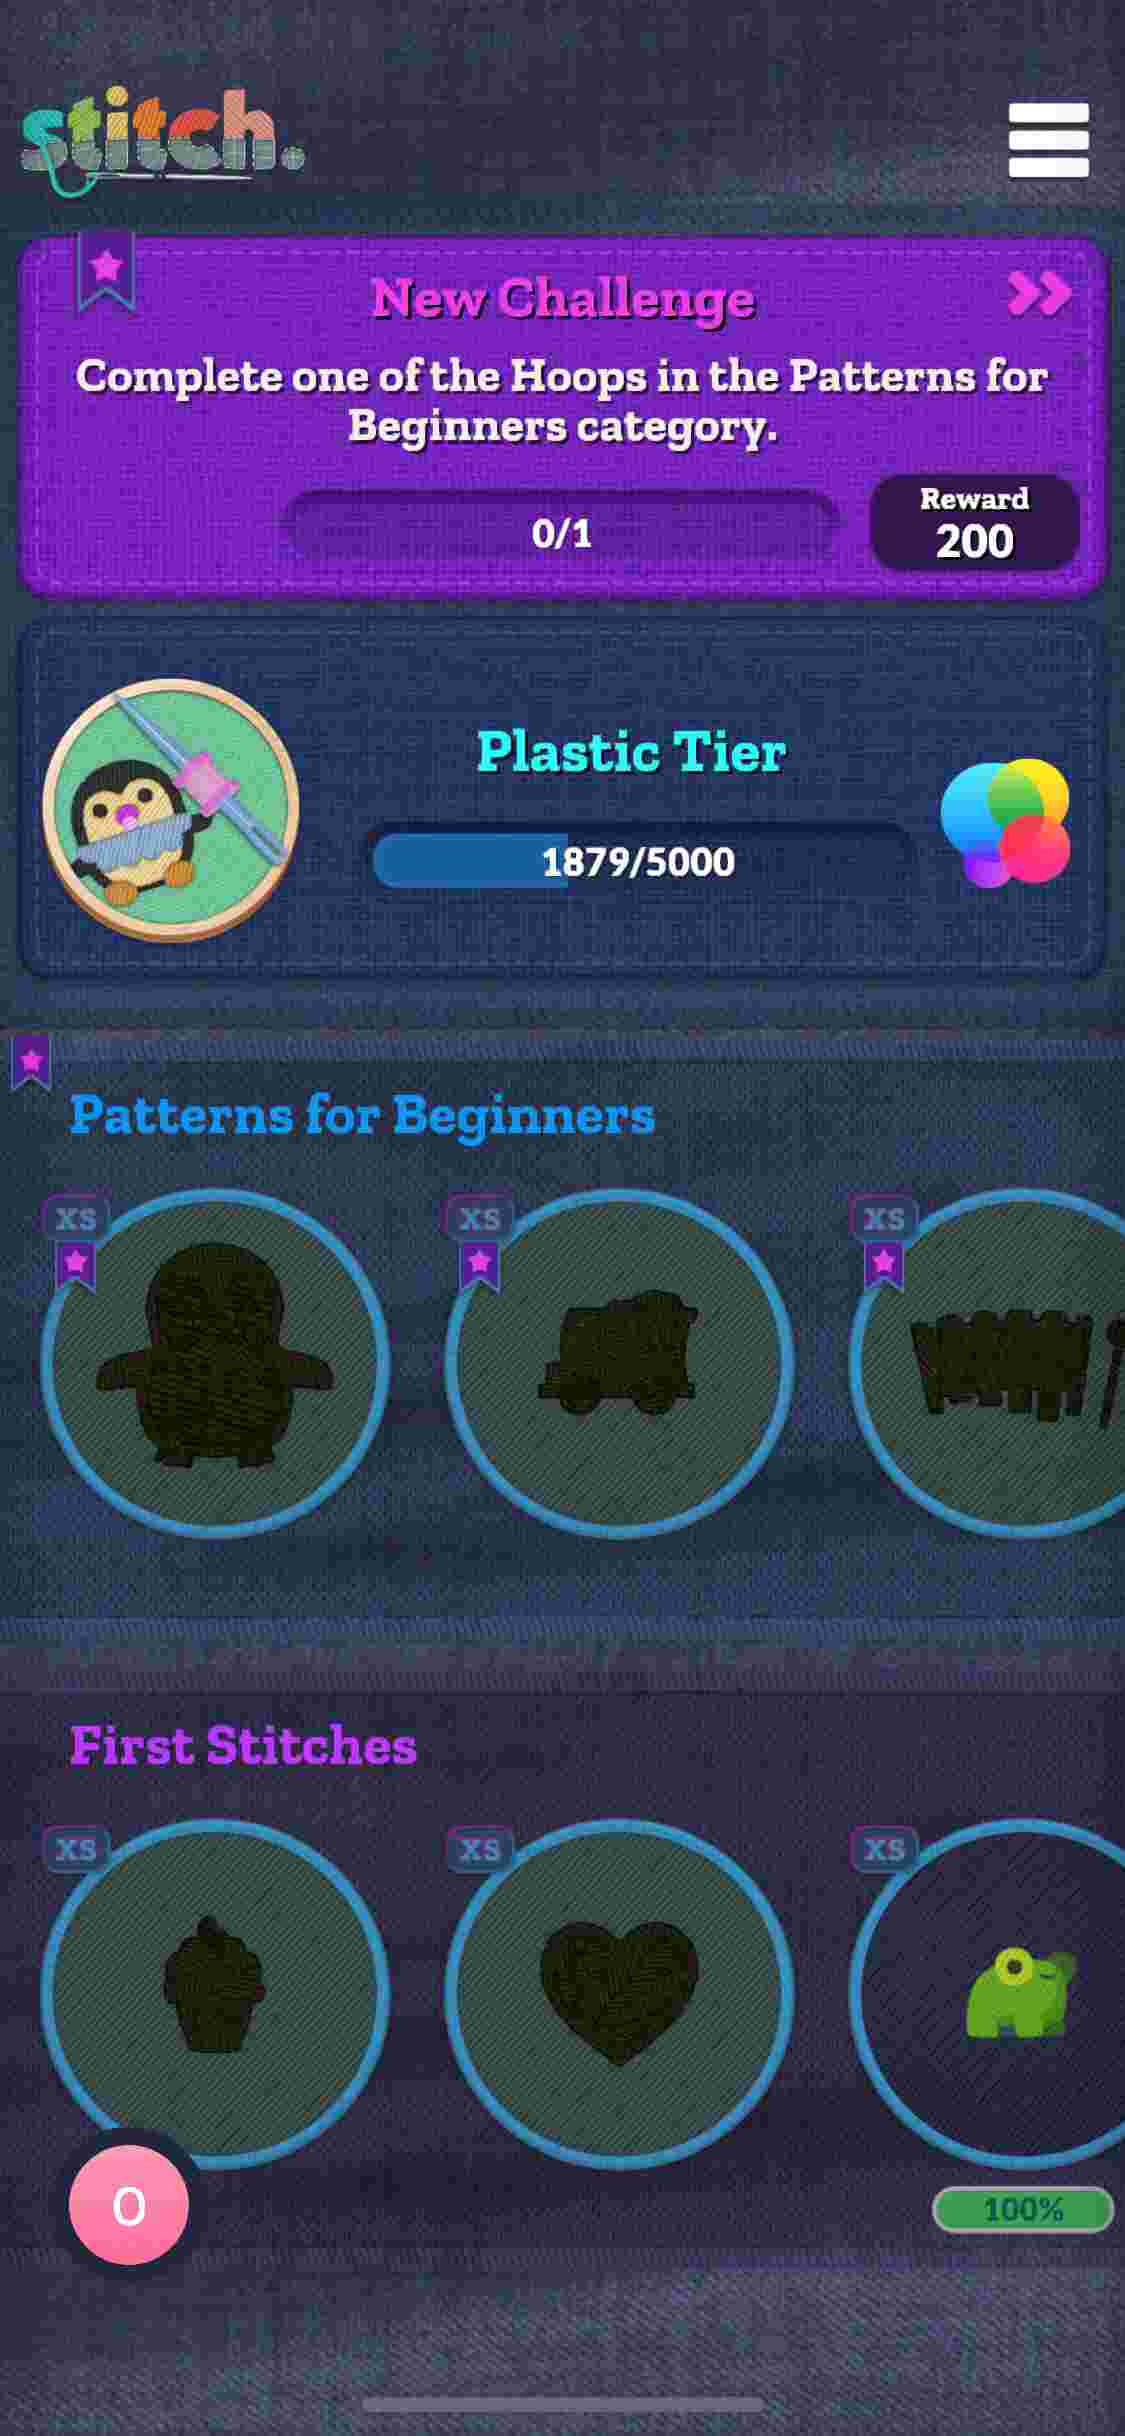 stitch.
New Challenge
Complete one of the Hoops in the Patterns for
Beginners category.
0/1
Reward
200
Plastic Tier
1879/5000
Patterns for Beginners
XS
XS
XS
First Stitches
XS
XS
XS
0
100%